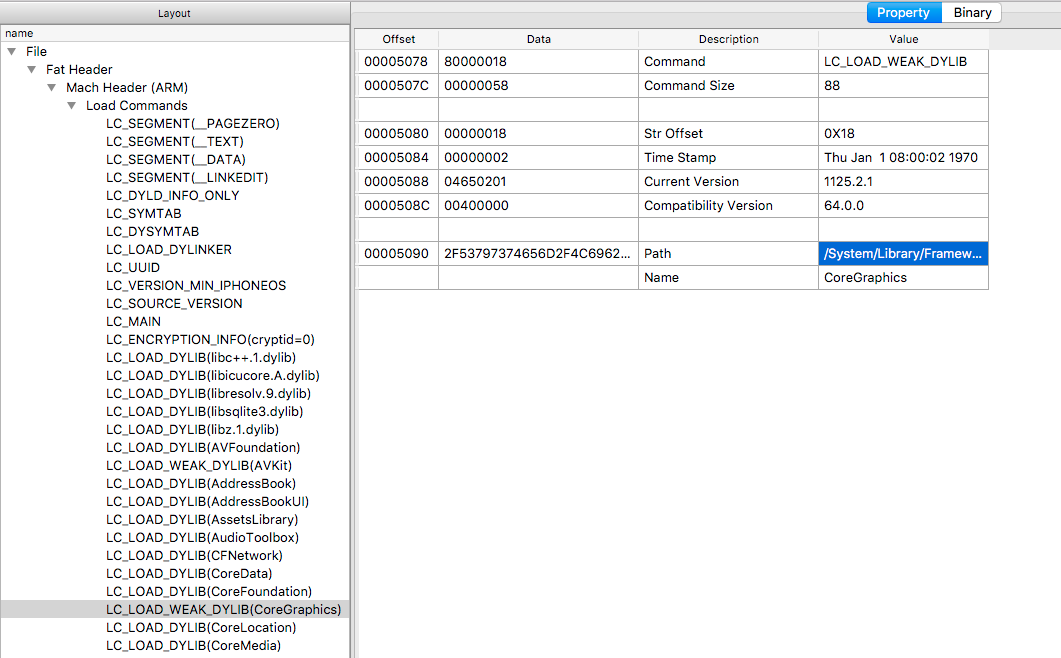 Layout
name
File
Fat Header
Mach Header (ARM)
Load Commands
LC_SEGMENT(__PAGEZERO)
LC_SEGMENT(__TEXT)
LC_SEGMENT(__DATA)
LC_SEGMENT(__LINKEDIT)
LC_DYLD_INFO_ONLY
LC_SYMTAB
LC_DYSYMTAB
LC_LOAD_DYLINKER
LC_UUID
LC_VERSION_MIN_IPHONEOS
LC_SOURCE_VERSION
LC_MAIN
LC_ENCRYPTION_INFO(cryptid=0)
LC_LOAD_DYLIB(libc++.1.dylib)
LC_LOAD_DYLIB(libicucore.A.dylib)
LC_LOAD_DYLIB(libresolv.9.dylib)
LC_LOAD_DYLIB(libsqlite3.dylib)
LC_LOAD_DYLIB(libz.1.dylib)
LC_LOAD_DYLIB(AVFoundation)
LC_LOAD_WEAK_DYLIB(AVKit)
LC_LOAD_DYLIB(AddressBook)
LC_LOAD_DYLIB(AddressBookUI)
LC_LOAD_DYLIB(AssetsLibrary)
LC_LOAD_DYLIB(AudioToolbox)
LC_LOAD_DYLIB(CFNetwork)
LC_LOAD_DYLIB(CoreData)
LC_LOAD_DYLIB(CoreFoundation)
LC_LOAD_WEAK_DYLIB(CoreGraphics)
LC_LOAD_DYLIB(CoreLocation)
LC_LOAD_DYLIB(CoreMedia)
Property Binary
Offset Data Description Value
00005078 80000018 Command LC_LOAD_WEAK_DYLIB
0000507C 00000058 Command Size 88
00005080 00000018 Str Offset 0X18
00005084 00000002 Time Stamp Thu Jan  1 08:00:02 1970
00005088 04650201 Current Version 1125.2.1
0000508C 00400000 Compatibility Version 64.0.0
00005090 2F53797374656D2F4C6962... Path /System/Library/Framew...
Name CoreGraphics